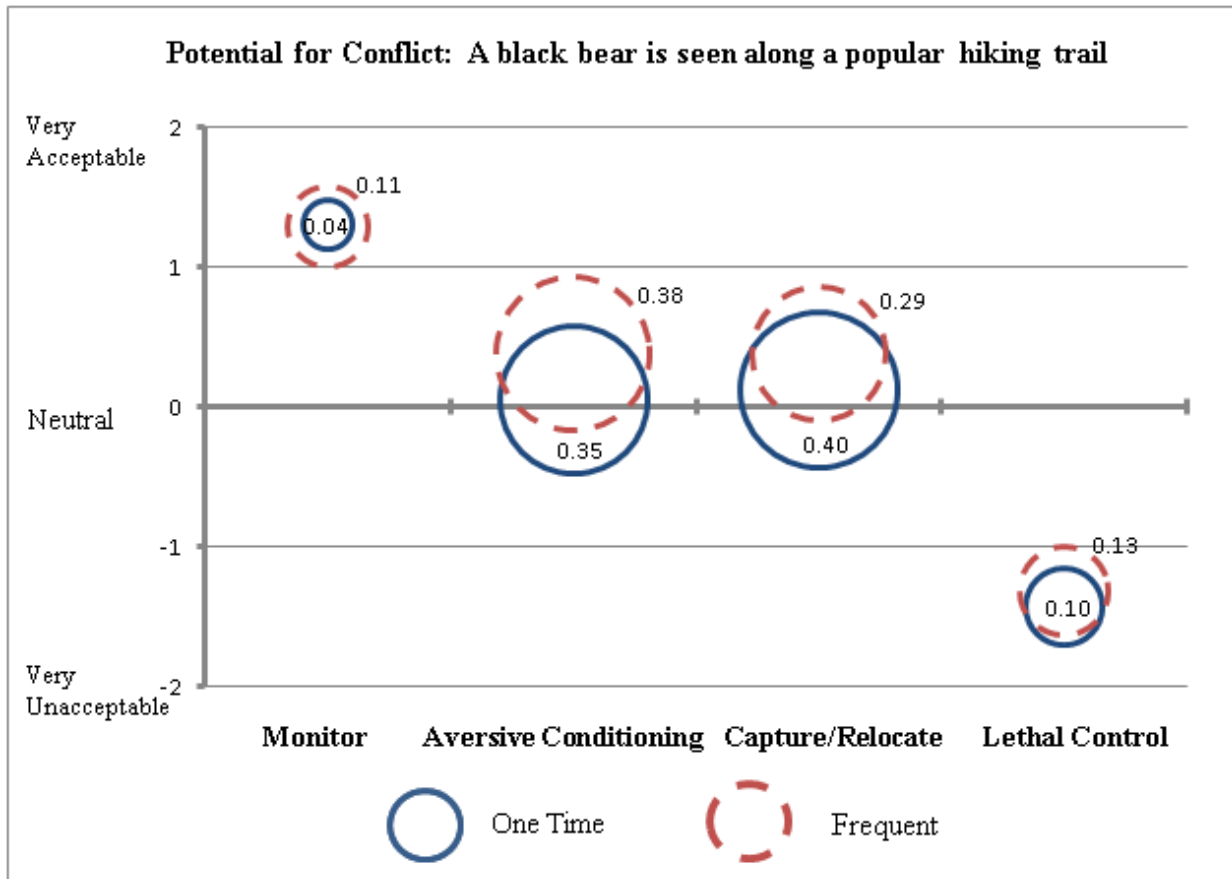 Potential for Conflict: A black bear is seen along a popular hiking trail
Very
Acceptable
2
0.11
0.04
1
0.38
0.29
Neutral
0
0.35
0.40
-1
0.13
0.10
Very
Unacceptable
-2
Monitor Aversive Conditioning Capture/Relocate Lethal Control
One Time Frequent